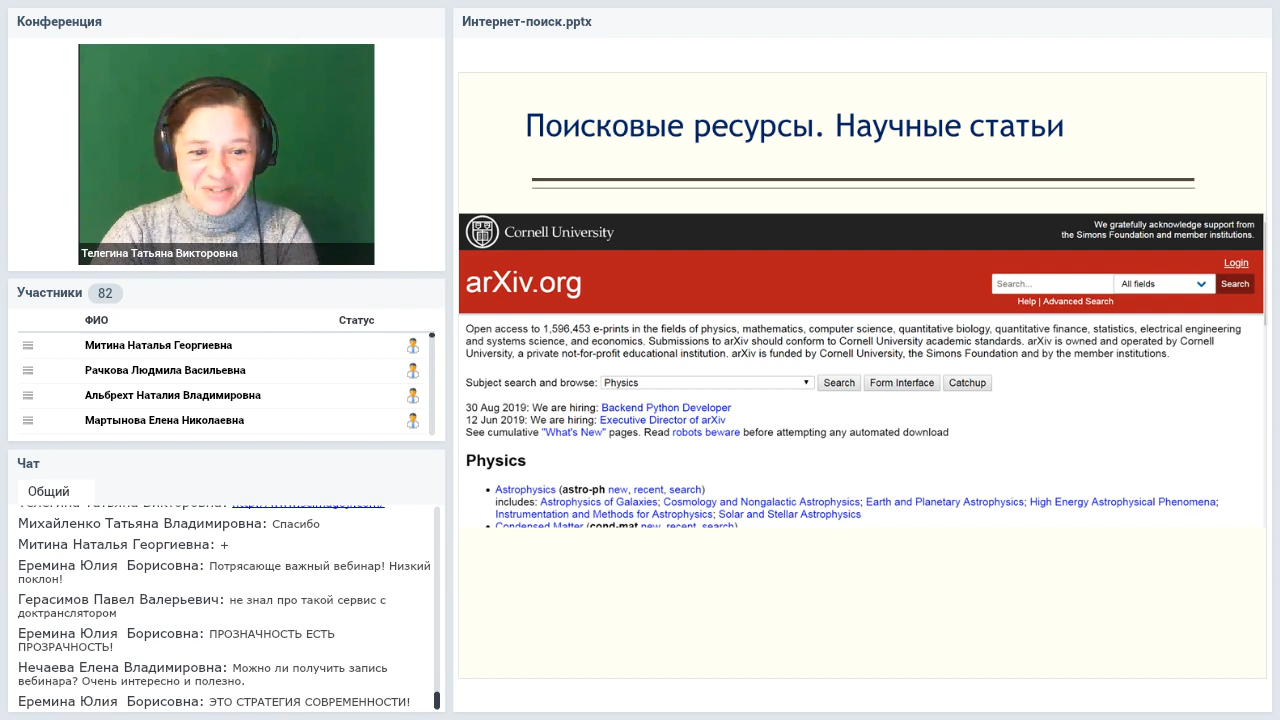 Конференция
Телегина Татьяна Викторовна
Участники 82
ФИО Статус
Митина Наталья Георгиевна
Рачкова Людмила Васильевна
Альбрехт Наталия Владимировна
Мартынова Елена Николаевна
Чат
Общий
Телегина Татьяна Викторовна:
Михайленко Татьяна Владимировна: Спасибо
Митина Наталья Георгиевна: +
Еремина Юлия Борисовна: Потрясающе важный вебинар! Низкий
поклон!
Герасимов Павел Валерьевич: не знал про такой сервис с
доктранслятором
Еремина Юлия Борисовна: ПРОЗНАЧНОСТЬ ЕСТЬ
ПРОЗРАЧНОСТЬ!
Нечаева Елена Владимировна: Можно ли получить запись
вебинара? Очень интересно и полезно.
Еремина Юлия Борисовна: ЭТО СТРАТЕГИЯ СОВРЕМЕННОСТИ!
Интернет-поиск.pptx
Поисковые ресурсы. Научные статьи
Cornell University
We gratefully acknowledge support from
the Simons Foundation and member institutions.
arXiv.org
Login
Search... All fields Search
Help | Advanced Search
Open access to 1,596,453 e-prints in the fields of physics, mathematics, computer science, quantitative biology, quantitative finance, statistics, electrical engineering
and systems science, and economics. Submissions to arXiv should conform to Cornell University academic standards. arXiv is owned and operated by Cornell
University, a private not-for-profit educational institution. arXiv is funded by Cornell University, the Simons Foundation and by the member institutions.
Subject search and browse: Physics Search Form Interface Catchup
30 Aug 2019: We are hiring: Backend Python Developer
12 Jun 2019: We are hiring: Executive Director of arXiv
See cumulative "What's New" pages. Read robots beware before attempting any automated download
Physics
• Astrophysics (astro-ph new, recent, search)
includes: Astrophysics of Galaxies; Cosmology and Nongalactic Astrophysics; Earth and Planetary Astrophysics; High Energy Astrophysical Phenomena;
Instrumentation and Methods for Astrophysics; Solar and Stellar Astrophysics
• Condensed Matter (cond-mat new, recent, search)